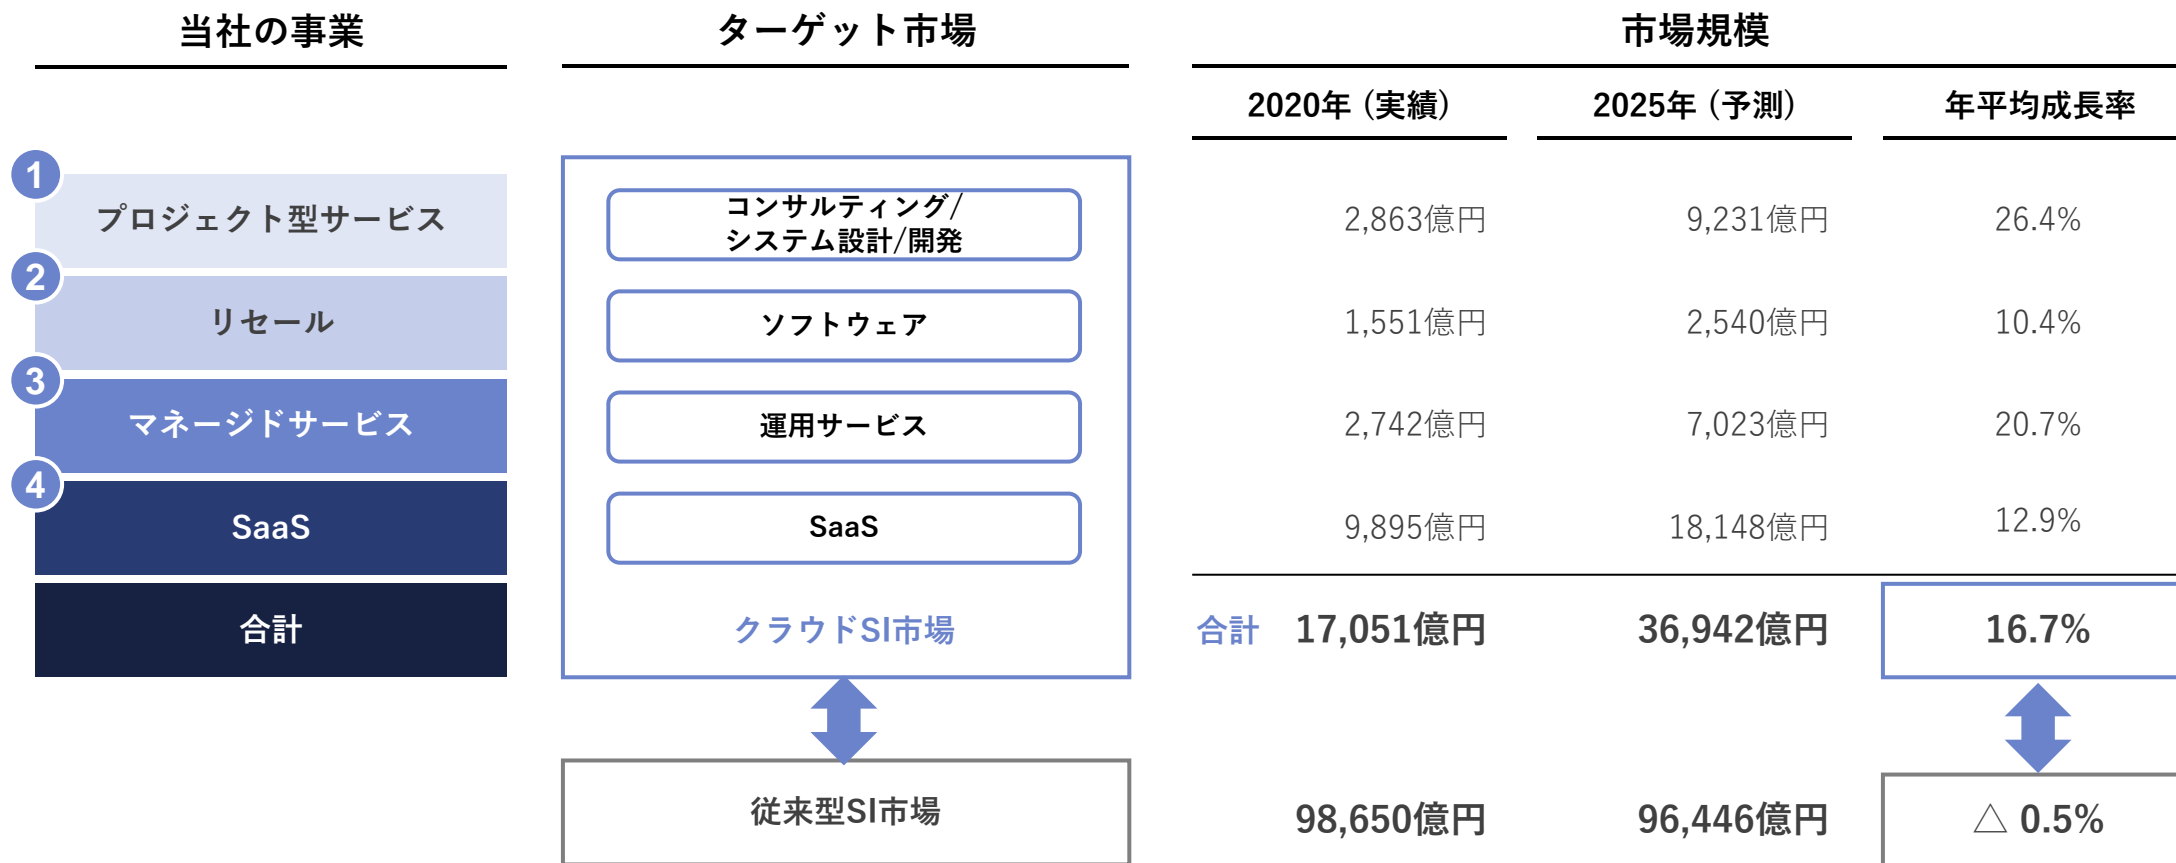 当社の事業
ターゲット市場
市場規模
2020年 (実績)
2025年 (予測)
年平均成長率
1
プロジェクト型サービス
コンサルティング/
システム設計/開発
2,863億円
9,231億円
26.4%
2
リセール
ソフトウェア
1,551億円
2,540億円
10.4%
3
マネージドサービス
運用サービス
2,742億円
7,023億円
20.7%
4
SaaS
SaaS
9,895億円
18,148億円
12.9%
合計
クラウドSI市場
合計
17,051億円
36,942億円
16.7%
従来型SI市場
98,650億円
96,446億円
△ 0.5%